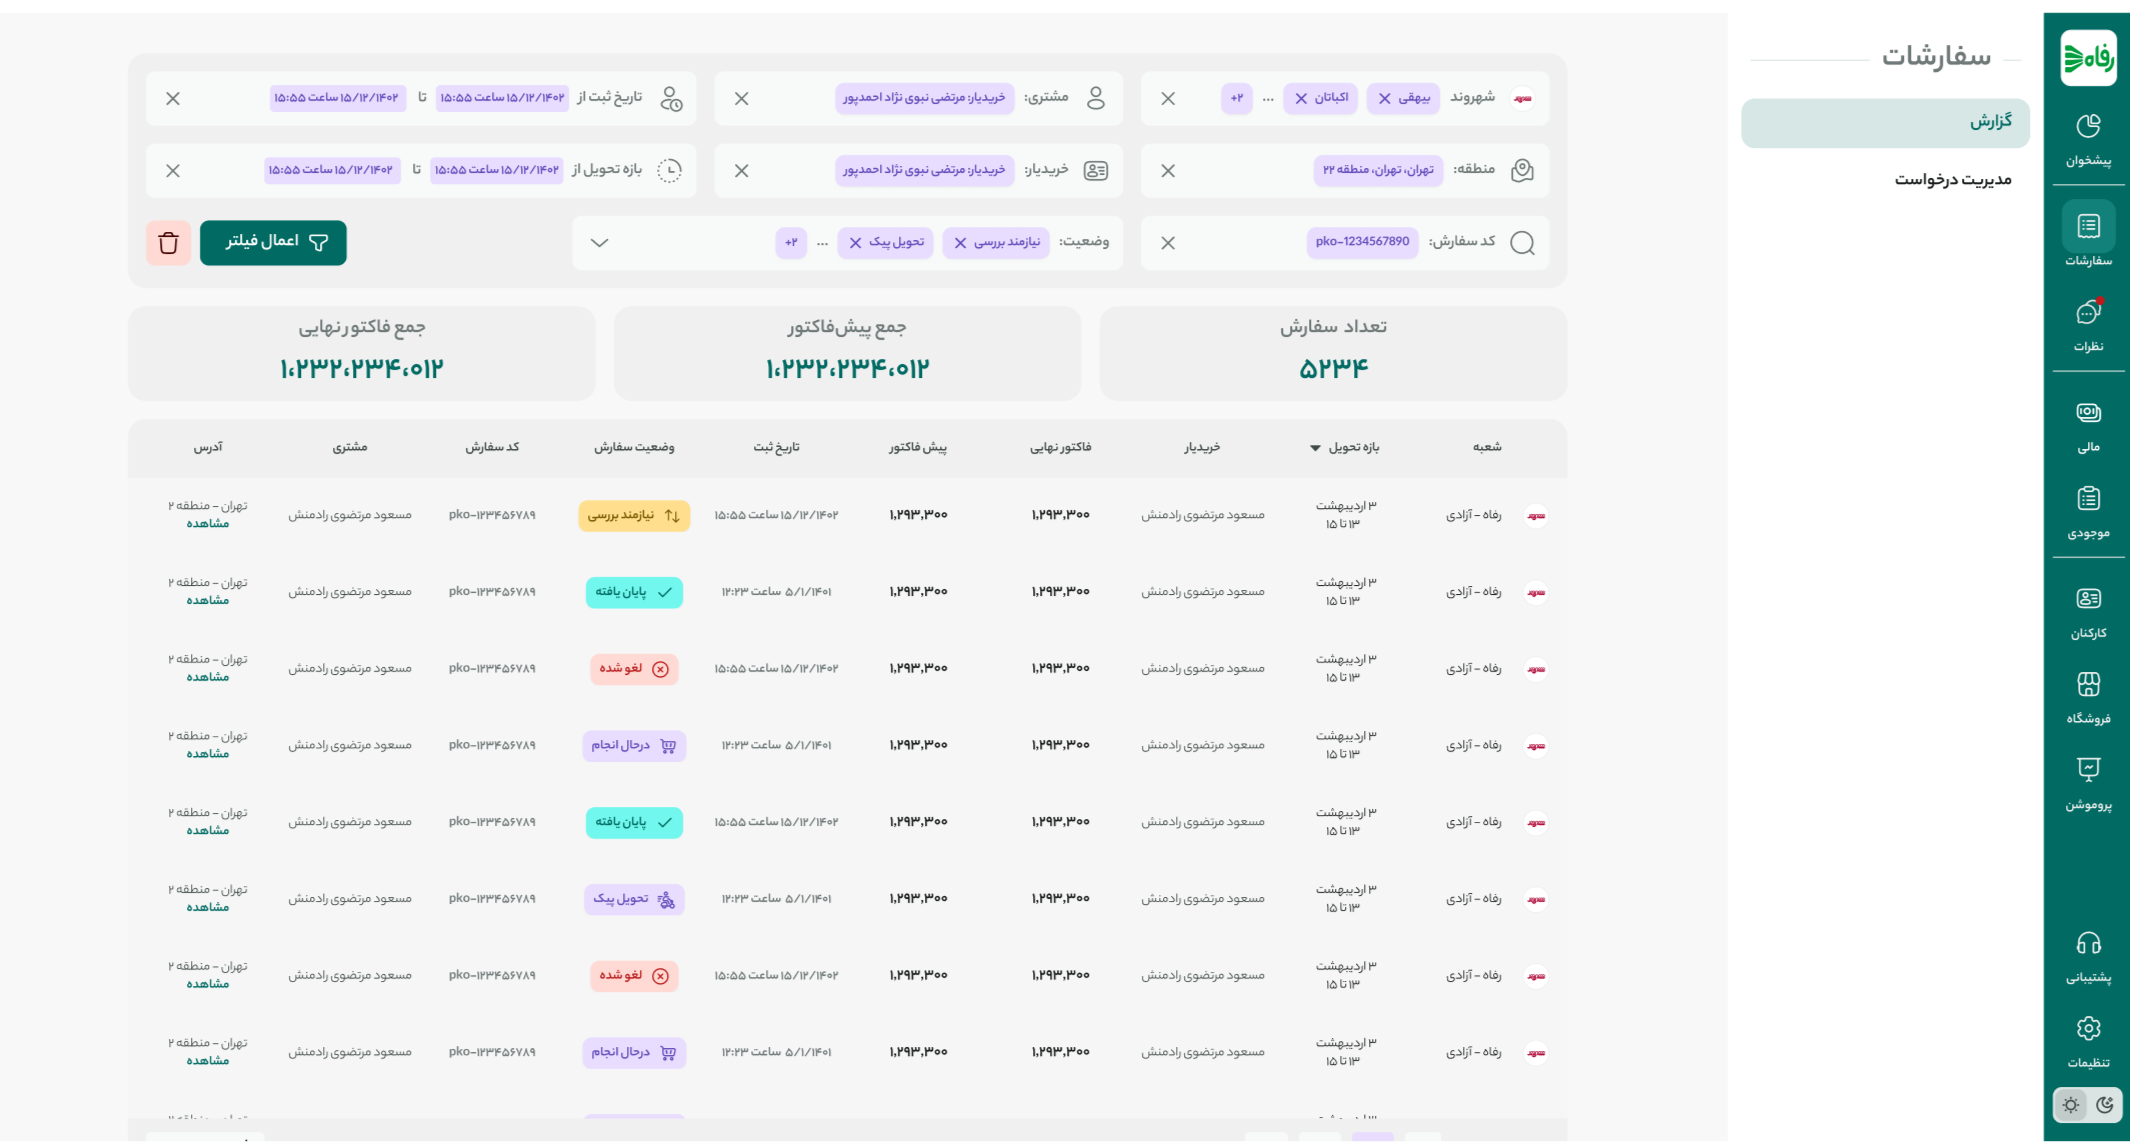 رفاه
پیشخوان
سفارشات
نظرات
مالی
موجودی
کارکنان
فروشگاه
پروموشن
پشتیبانی
تنظیمات
سفارشات
گزارش
مدیریت درخواست
شهروند بیهقی اکباتان ... +۲
مشتری: خریدیار: مرتضی نبوی نژاد احمدپور
تاریخ ثبت از ۱۵/۱۲/۱۴۰۲ ساعت ۱۵:۵۵ تا ۱۵/۱۲/۱۴۰۲ ساعت ۱۵:۵۵
منطقه: تهران، تهران، منطقه ۲۲
خریدیار: خریدیار: مرتضی نبوی نژاد احمدپور
بازه تحویل از ۱۵/۱۲/۱۴۰۲ ساعت ۱۵:۵۵ تا ۱۵/۱۲/۱۴۰۲ ساعت ۱۵:۵۵
کد سفارش: pko-1234567890
وضعیت: نیازمند بررسی تحویل پیک ... +۲
اعمال فیلتر
تعداد سفارش
۵۲۳۴
جمع پیش‌فاکتور
۱،۲۳۲،۲۳۴،۰۱۲
جمع فاکتور نهایی
۱،۲۳۲،۲۳۴،۰۱۲
شعبه بازه تحویل خریدیار فاکتور نهایی پیش فاکتور تاریخ ثبت وضعیت سفارش کد سفارش مشتری آدرس
رفاه - آزادی ۳ اردیبهشت ۱۳ تا ۱۵ مسعود مرتضوی رادمنش ۱,۲۹۳,۳۰۰ ۱,۲۹۳,۳۰۰ ۱۵/۱۲/۱۴۰۲ ساعت ۱۵:۵۵ نیازمند بررسی pko-۱۲۳۴۵۶۷۸۹ مسعود مرتضوی رادمنش تهران - منطقه ۲ مشاهده
رفاه - آزادی ۳ اردیبهشت ۱۳ تا ۱۵ مسعود مرتضوی رادمنش ۱,۲۹۳,۳۰۰ ۱,۲۹۳,۳۰۰ ۵/۱/۱۴۰۱ ساعت ۱۲:۲۳ پایان یافته pko-۱۲۳۴۵۶۷۸۹ مسعود مرتضوی رادمنش تهران - منطقه ۲ مشاهده
رفاه - آزادی ۳ اردیبهشت ۱۳ تا ۱۵ مسعود مرتضوی رادمنش ۱,۲۹۳,۳۰۰ ۱,۲۹۳,۳۰۰ ۱۵/۱۲/۱۴۰۲ ساعت ۱۵:۵۵ لغو شده pko-۱۲۳۴۵۶۷۸۹ مسعود مرتضوی رادمنش تهران - منطقه ۲ مشاهده
رفاه - آزادی ۳ اردیبهشت ۱۳ تا ۱۵ مسعود مرتضوی رادمنش ۱,۲۹۳,۳۰۰ ۱,۲۹۳,۳۰۰ ۵/۱/۱۴۰۱ ساعت ۱۲:۲۳ درحال انجام pko-۱۲۳۴۵۶۷۸۹ مسعود مرتضوی رادمنش تهران - منطقه ۲ مشاهده
رفاه - آزادی ۳ اردیبهشت ۱۳ تا ۱۵ مسعود مرتضوی رادمنش ۱,۲۹۳,۳۰۰ ۱,۲۹۳,۳۰۰ ۱۵/۱۲/۱۴۰۲ ساعت ۱۵:۵۵ پایان یافته pko-۱۲۳۴۵۶۷۸۹ مسعود مرتضوی رادمنش تهران - منطقه ۲ مشاهده
رفاه - آزادی ۳ اردیبهشت ۱۳ تا ۱۵ مسعود مرتضوی رادمنش ۱,۲۹۳,۳۰۰ ۱,۲۹۳,۳۰۰ ۵/۱/۱۴۰۱ ساعت ۱۲:۲۳ تحویل پیک pko-۱۲۳۴۵۶۷۸۹ مسعود مرتضوی رادمنش تهران - منطقه ۲ مشاهده
رفاه - آزادی ۳ اردیبهشت ۱۳ تا ۱۵ مسعود مرتضوی رادمنش ۱,۲۹۳,۳۰۰ ۱,۲۹۳,۳۰۰ ۱۵/۱۲/۱۴۰۲ ساعت ۱۵:۵۵ لغو شده pko-۱۲۳۴۵۶۷۸۹ مسعود مرتضوی رادمنش تهران - منطقه ۲ مشاهده
رفاه - آزادی ۳ اردیبهشت ۱۳ تا ۱۵ مسعود مرتضوی رادمنش ۱,۲۹۳,۳۰۰ ۱,۲۹۳,۳۰۰ ۵/۱/۱۴۰۱ ساعت ۱۲:۲۳ درحال انجام pko-۱۲۳۴۵۶۷۸۹ مسعود مرتضوی رادمنش تهران - منطقه ۲ مشاهده